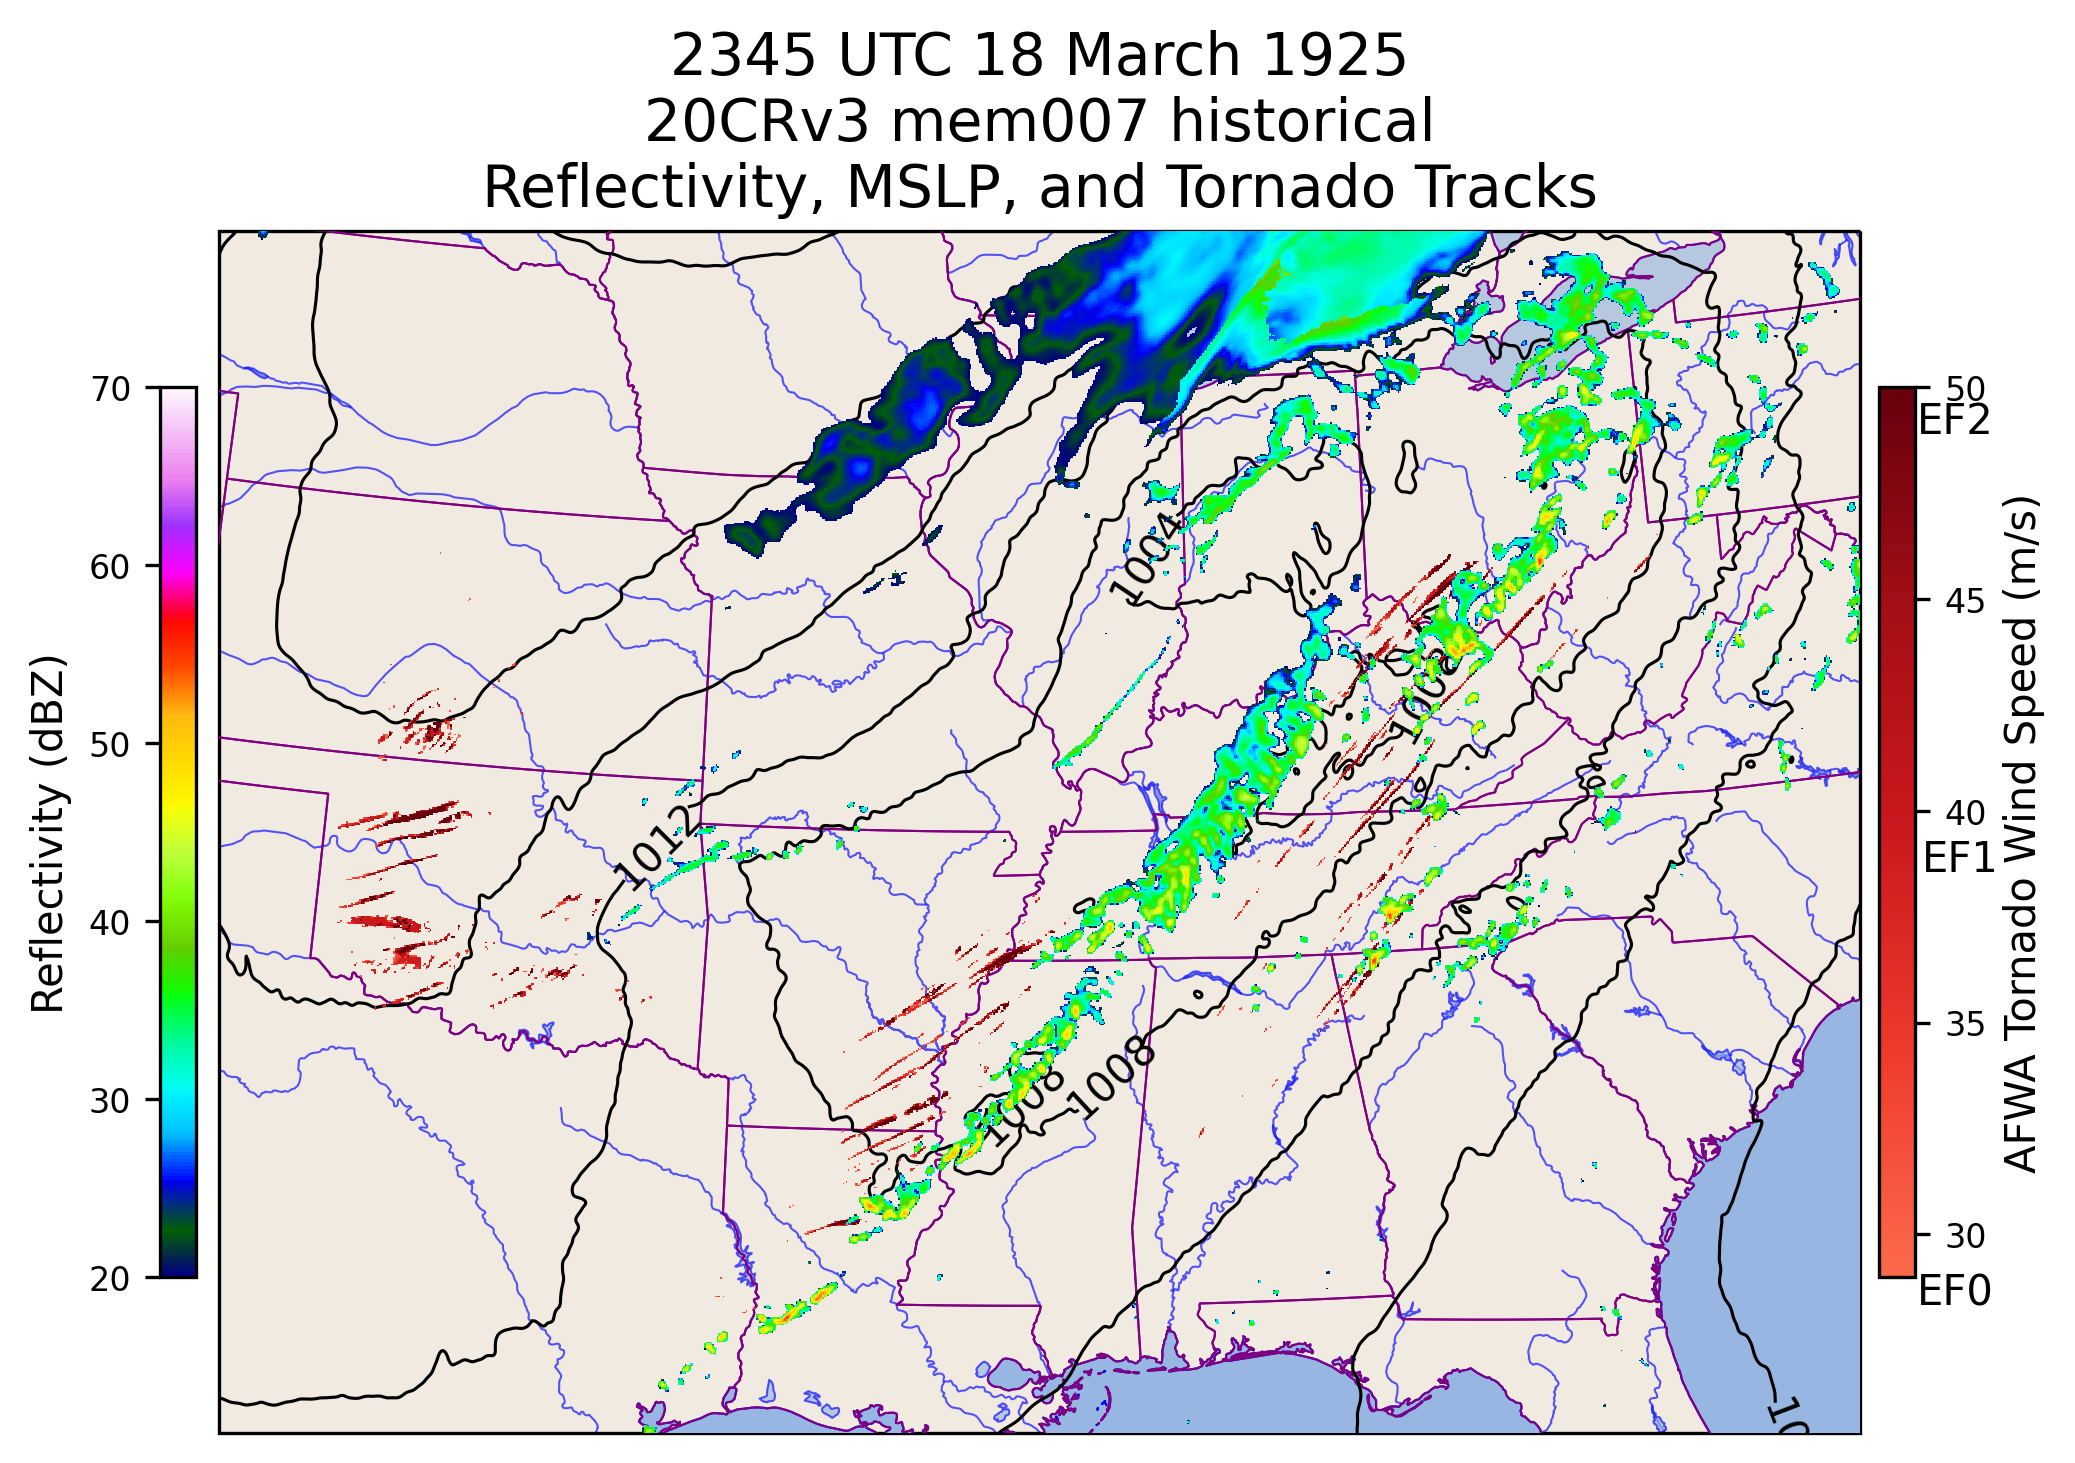 2345 UTC 18 March 1925
20CRv3 mem007 historical
Reflectivity, MSLP, and Tornado Tracks
70
60
50
40
30
20
Reflectivity (dBZ)
1004
1008
1012
1008
1008
10
50
EF2
45
40
EF1
35
30
EF0
AFWA Tornado Wind Speed (m/s)